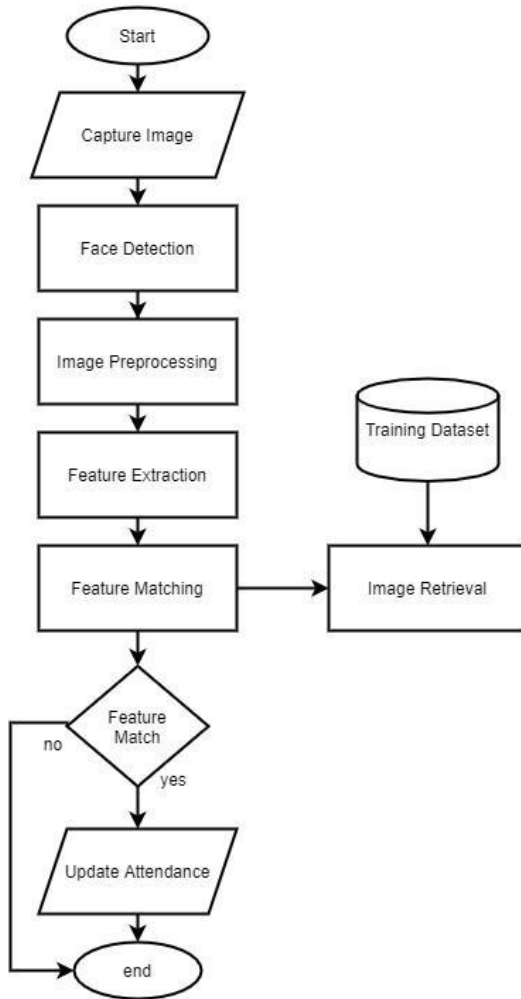 Start
Capture Image
Face Detection
Image Preprocessing
Feature Extraction
Training Dataset
Feature Matching
Image Retrieval
Feature
Match
no
yes
Update Attendance
end